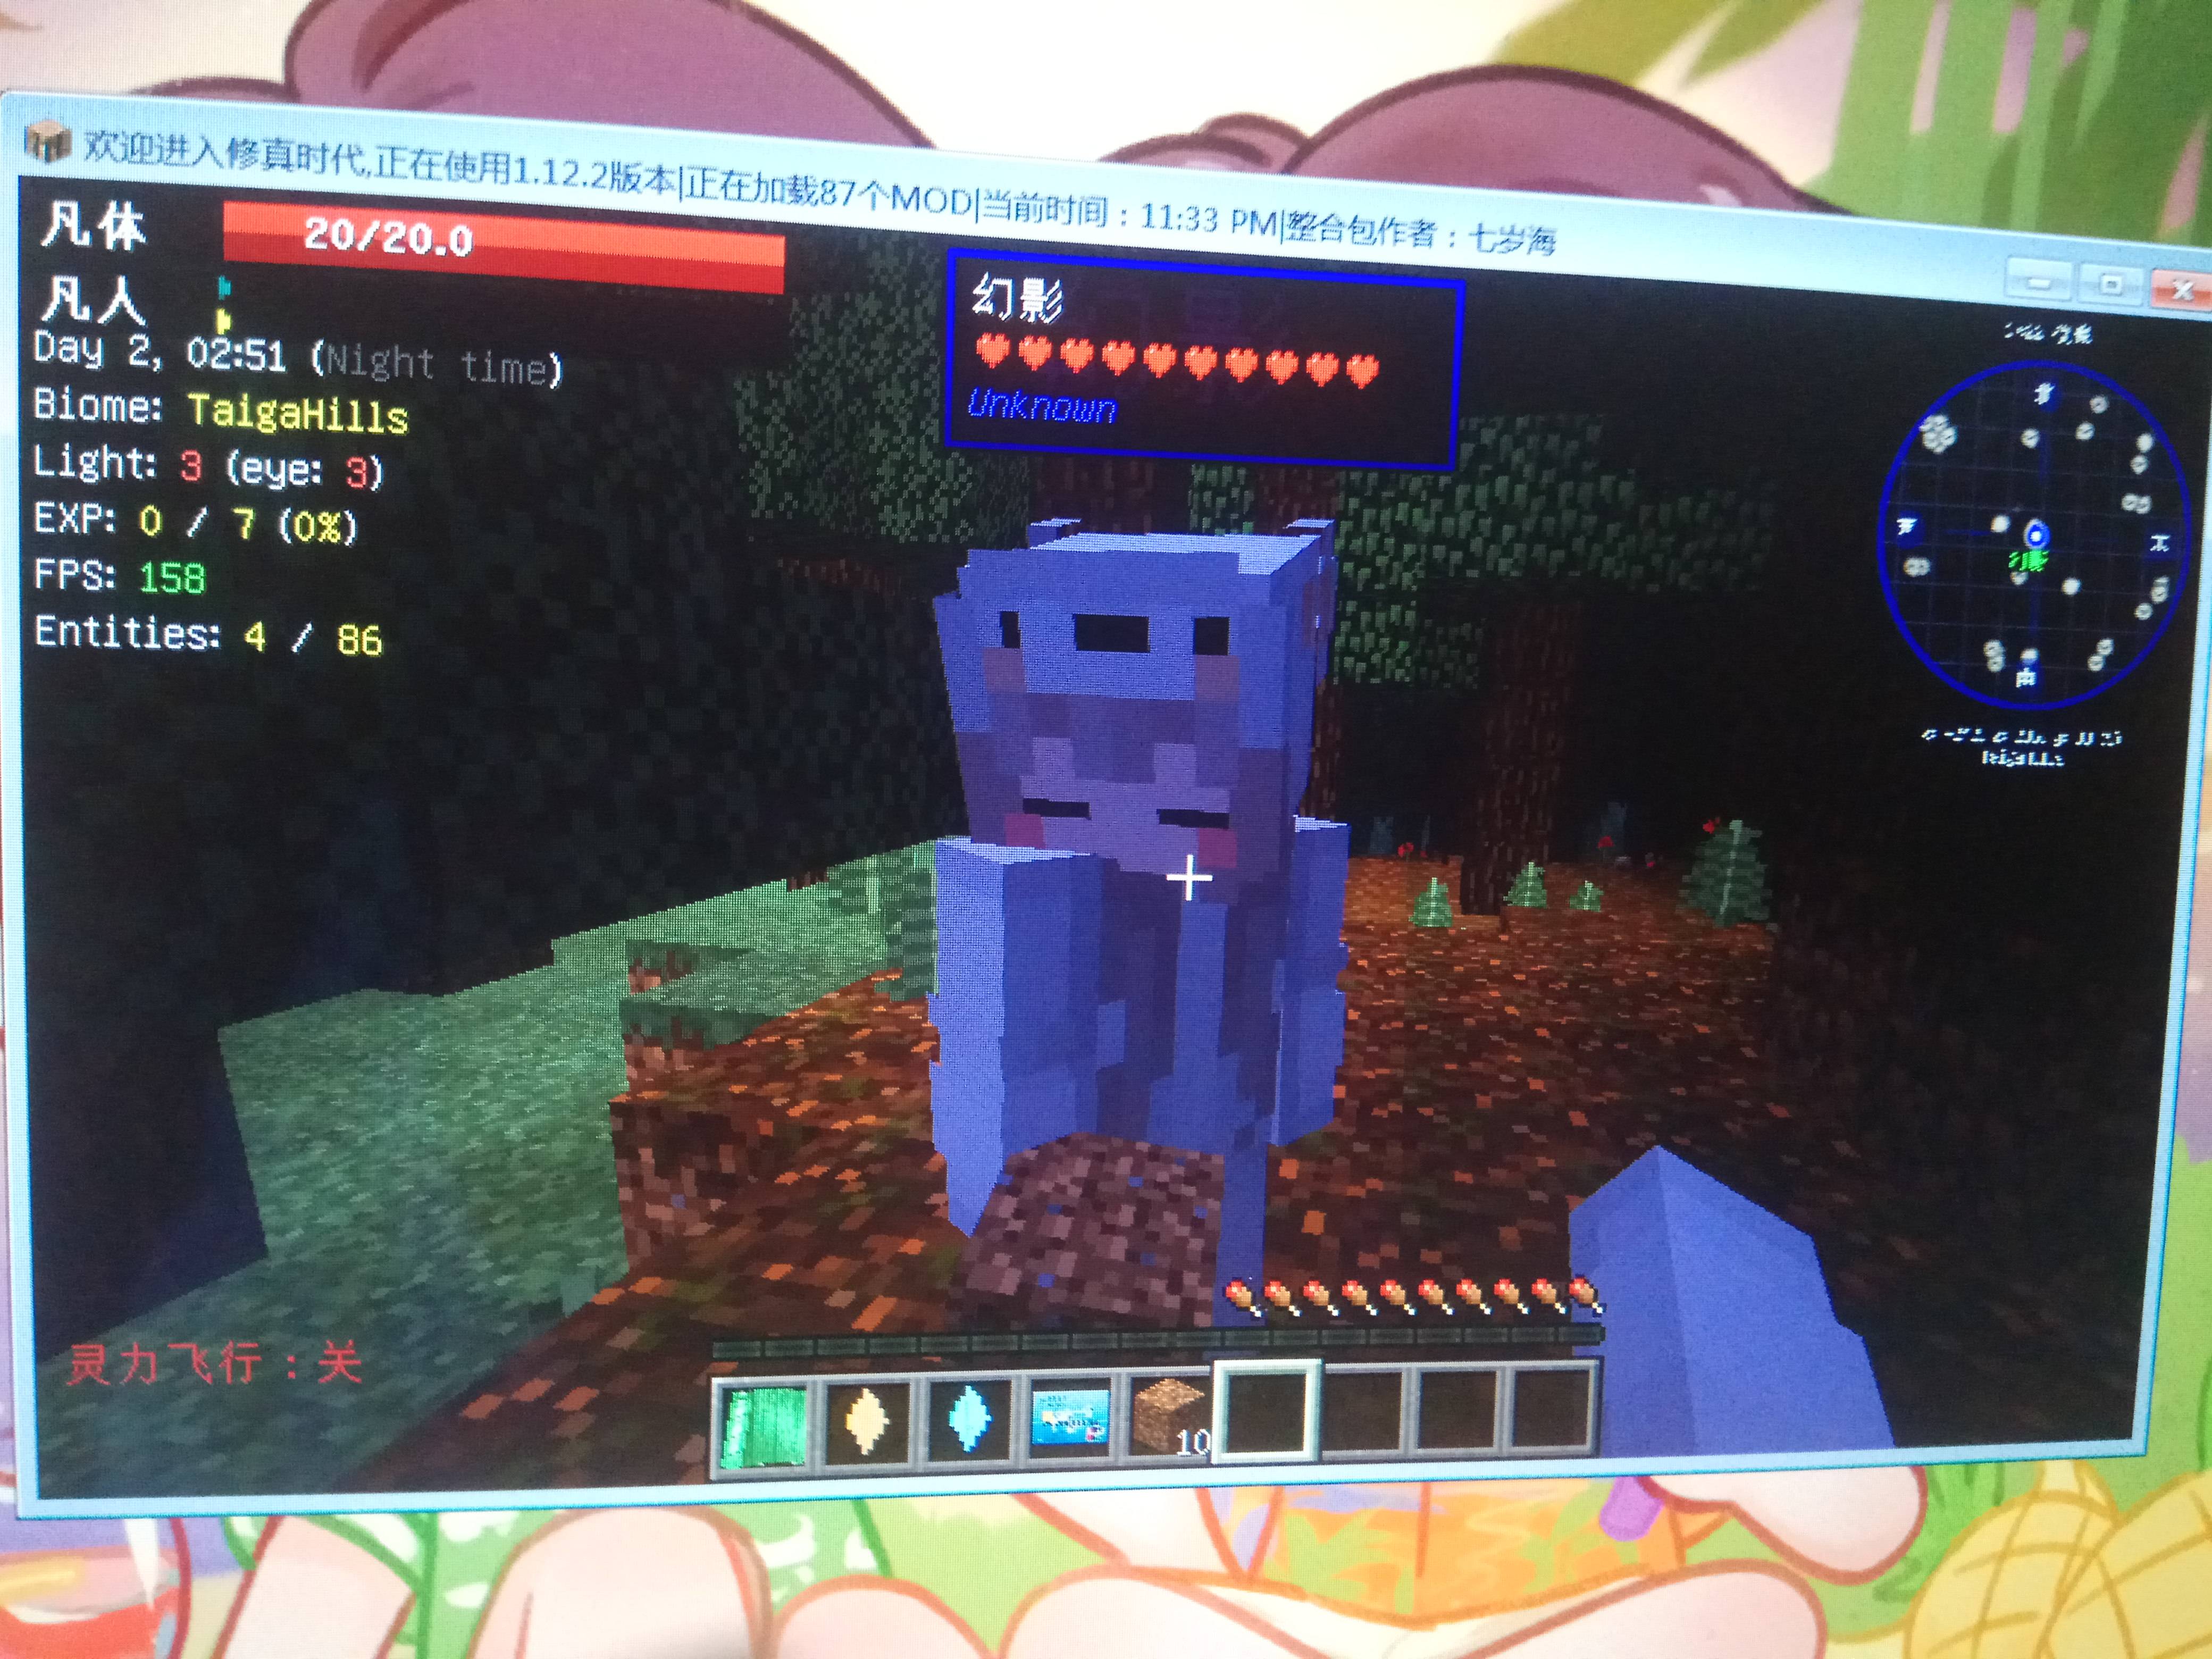 欢迎进入修真时代,正在使用1.12.2版本|正在加载87个MOD|当前时间：11:33 PM|整合包作者：七岁海
凡体
20/20.0
凡人
Day 2, 02:51 (Night time)
Biome: TaigaHills
Light: 3 (eye: 3)
EXP: 0 / 7 (0%)
FPS: 158
Entities: 4 / 86
幻影
Unknown
幻影
南
灵力飞行：关
10